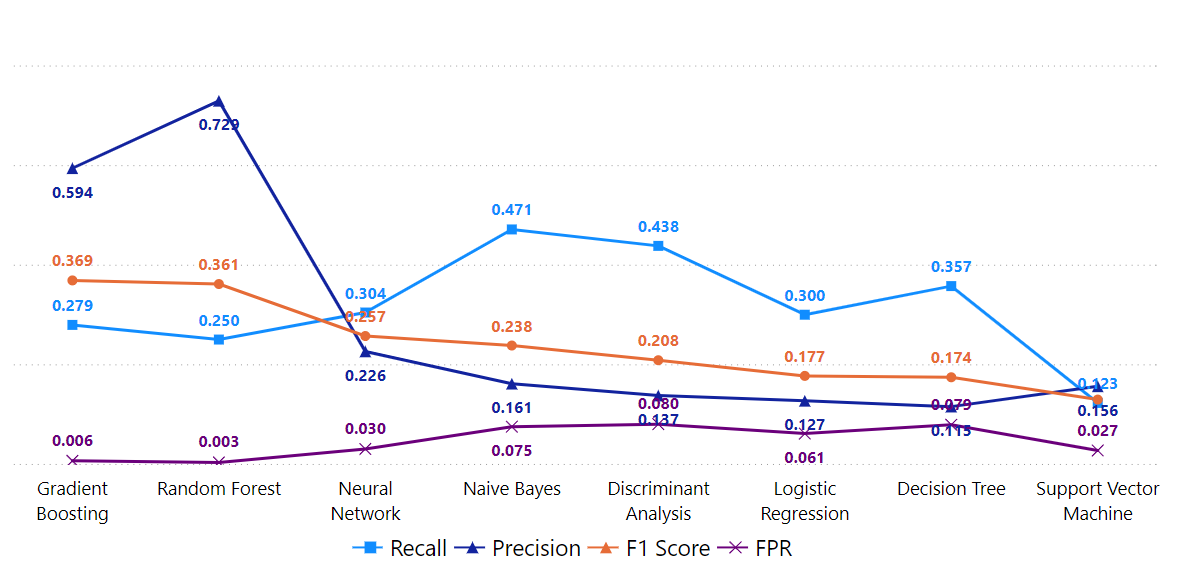 0.729
0.594
0.471
0.438
0.369
0.361
0.357
0.279
0.250
0.304
0.300
0.257
0.238
0.208
0.177
0.174
0.123
0.226
0.161
0.080
0.137
0.127
0.079
0.115
0.156
0.006
0.003
0.030
0.075
0.061
0.027
Gradient
Boosting
Random Forest
Neural
Network
Naive Bayes
Discriminant
Analysis
Logistic
Regression
Decision Tree
Support Vector
Machine
Recall Precision F1 Score FPR